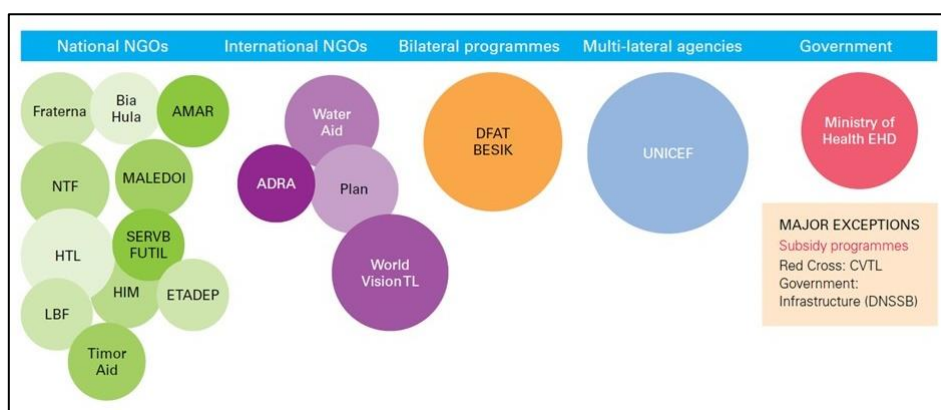 National NGOs
International NGOs
Bilateral programmes
Multi-lateral agencies
Government
Fraterna
Bia
Hula
AMAR
NTF
MALEDOI
HTL
SERVB
FUTIL
HIM
ETADEP
LBF
Timor
Aid
Water
Aid
ADRA
Plan
World
Vision TL
DFAT
BESIK
UNICEF
Ministry of
Health EHD
MAJOR EXCEPTIONS
Subsidy programmes
Red Cross: CVTL
Government:
Infrastructure (DNSSB)